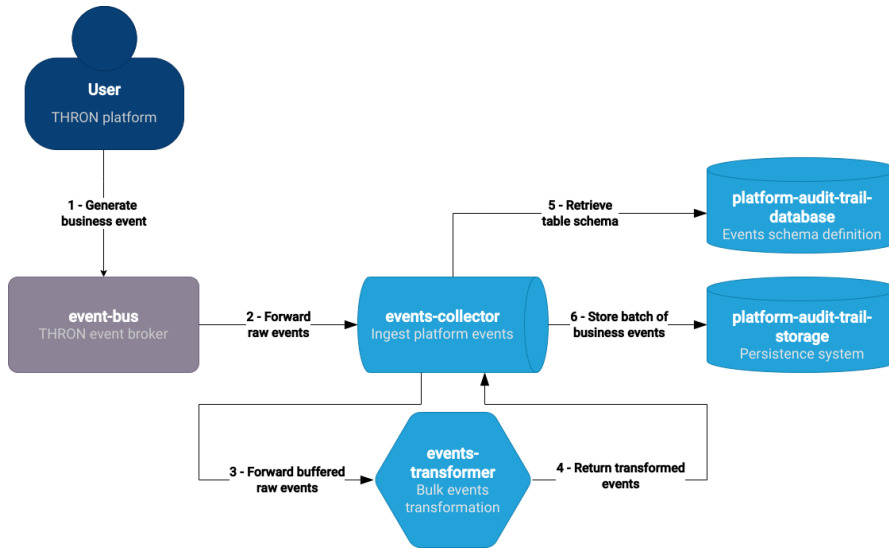 User
THRON platform
1 - Generate
business event
event-bus
THRON event broker
2 - Forward
raw events
events-collector
Ingest platform events
5 - Retrieve
table schema
platform-audit-trail-
database
Events schema definition
6 - Store batch of
business events
platform-audit-trail-
storage
Persistence system
3 - Forward buffered
raw events
events-
transformer
Bulk events
transformation
4 - Return transformed
events